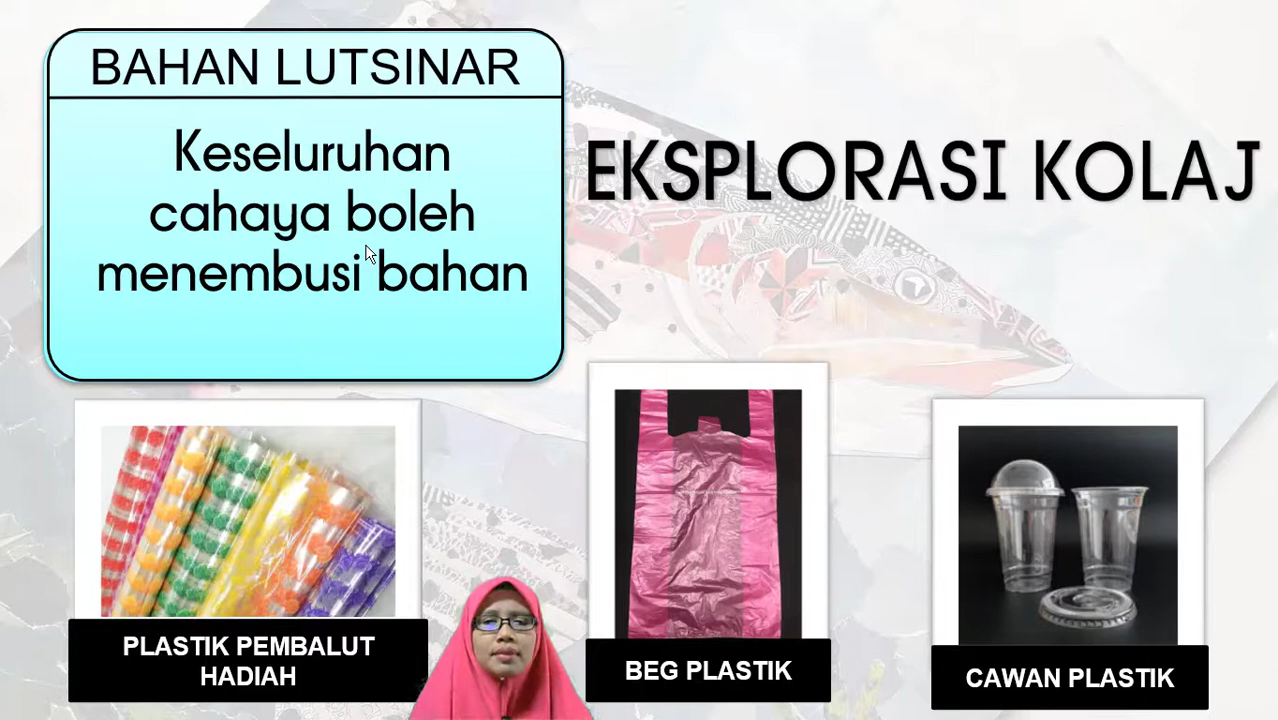 BAHAN LUTSINAR
Keseluruhan
cahaya boleh
menembusi bahan
EKSPLORASI KOLAJ
PLASTIK PEMBALUT
HADIAH
BEG PLASTIK
CAWAN PLASTIK